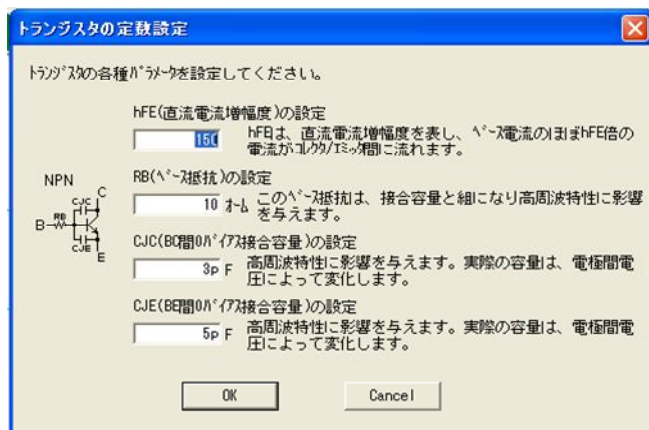 トランジスタの定数設定
ﾄﾗﾝｼﾞｽﾀの各種ﾊﾟﾗﾒｰﾀを設定してください。
hFE(直流電流増幅度)の設定
150
hFEは、直流電流増幅度を表し、ﾍﾞｰｽ電流のほぼhFE倍の
電流がｺﾚｸﾀ/ｴﾐｯﾀ間に流れます。
NPN
C
CJC
RB
B
CJE
E
RB(ﾍﾞｰｽ抵抗)の設定
10 ｵｰﾑ
このﾍﾞｰｽ抵抗は、接合容量と組になり高周波特性に影響
を与えます。
CJC(BC間0ﾊﾞｲｱｽ接合容量)の設定
3p F
高周波特性に影響を与えます。実際の容量は、電極間電
圧によって変化します。
CJE(BE間0ﾊﾞｲｱｽ接合容量)の設定
5p F
高周波特性に影響を与えます。実際の容量は、電極間電
圧によって変化します。
OK
Cancel